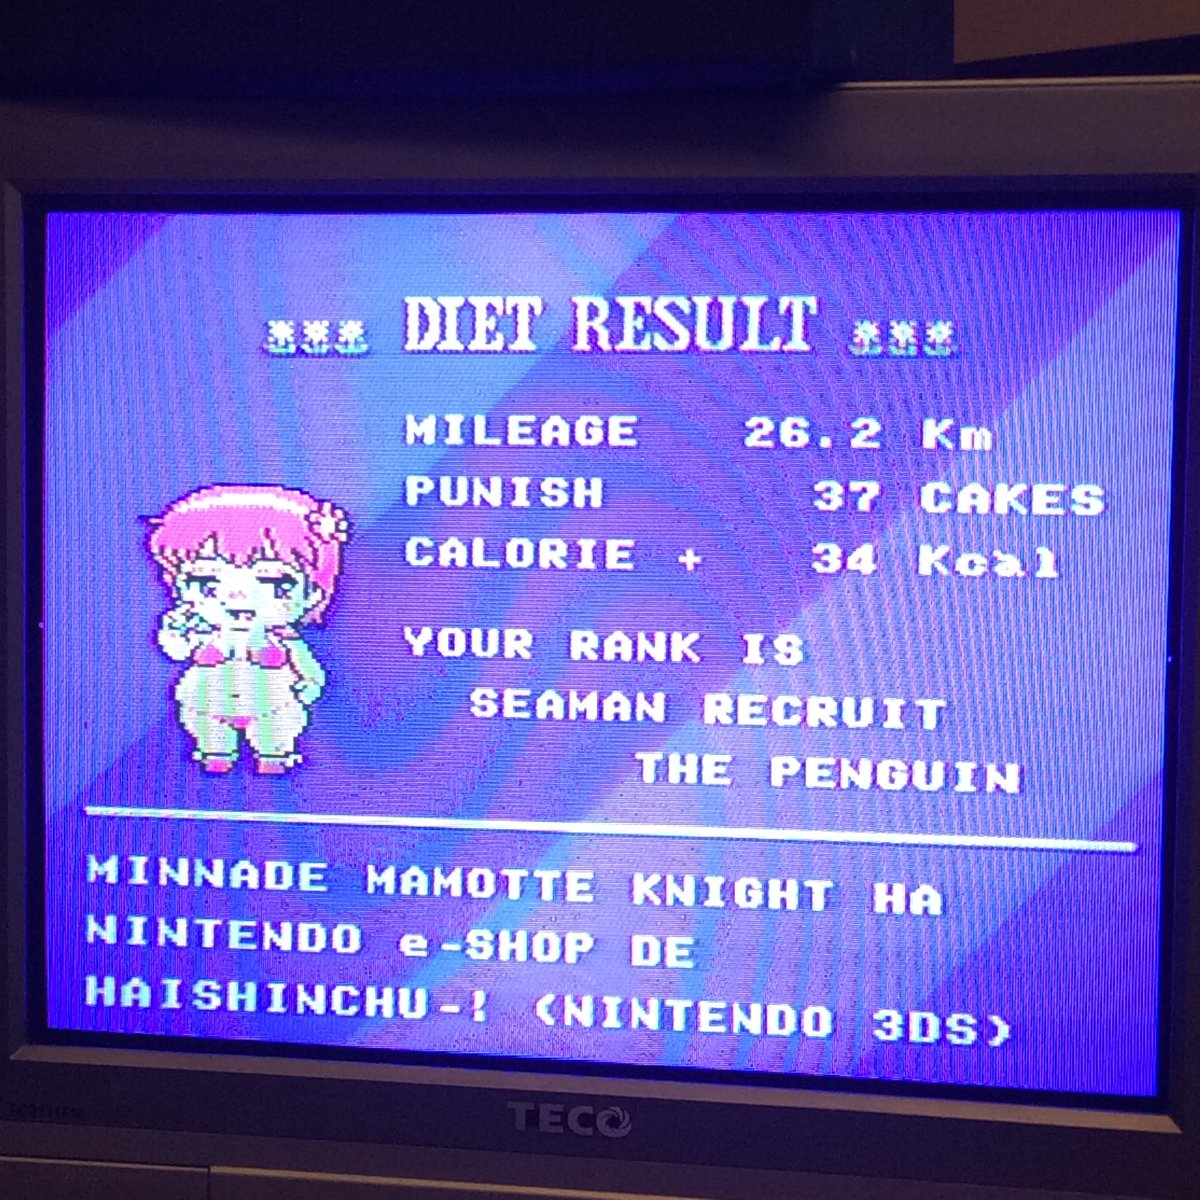 DIET RESULT
MILEAGE 26.2 Km
PUNISH 37 CAKES
CALORIE + 34 Kcal
YOUR RANK IS
SEAMAN RECRUIT
THE PENGUIN
MINNADE MAMOTTE KNIGHT HA
NINTENDO e-SHOP DE
HAISHINCHU-! (NINTENDO 3DS)
TECO